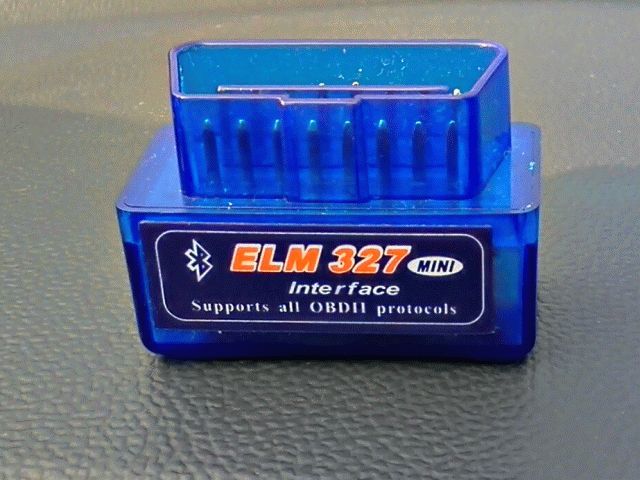 ELM 327 MINI
Interface
Supports all OBDII protocols